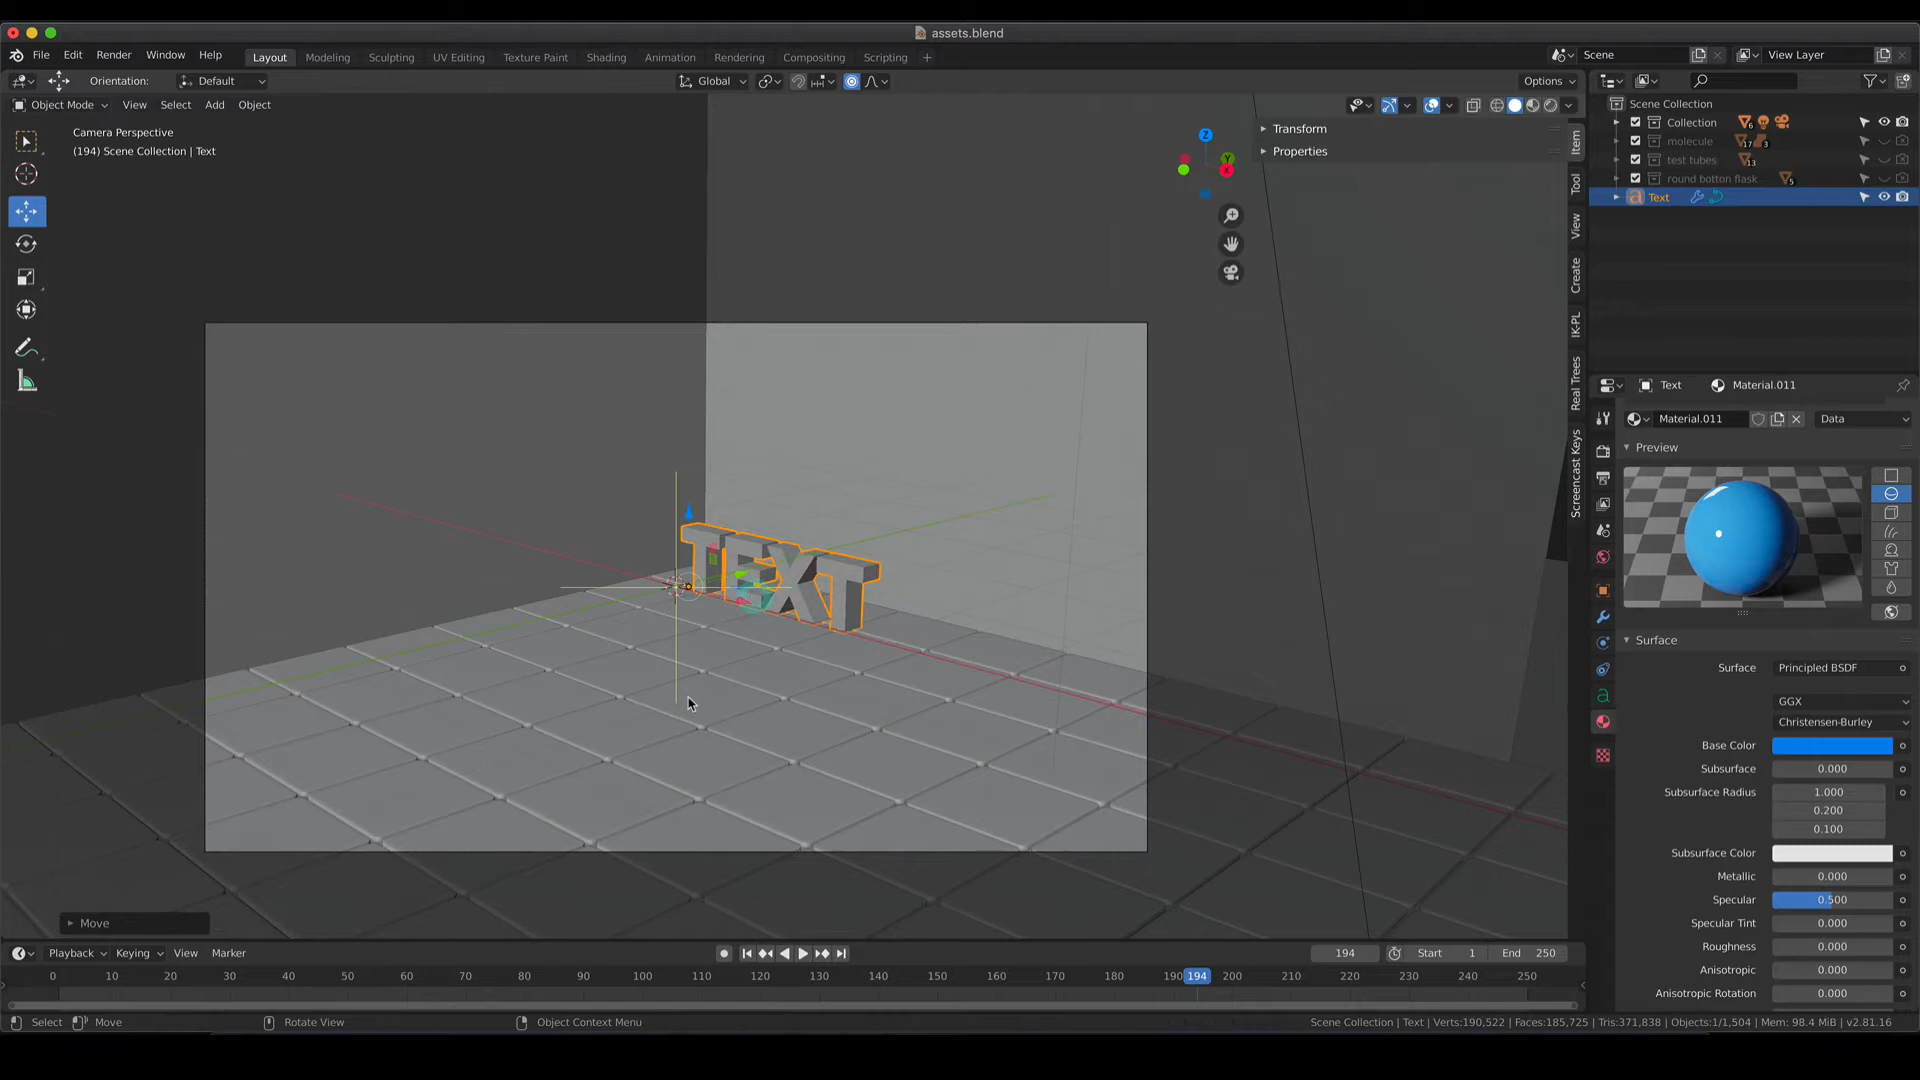 assets.blend
File Edit Render Window Help Layout Modeling Sculpting UV Editing Texture Paint Shading Animation Rendering Compositing Scripting + Scene View Layer
Orientation: Default Global Options
Object Mode View Select Add Object
Camera Perspective
(194) Scene Collection | Text
Z
Y
X
Transform
Properties
Item
Tool
View
Create
IK-PL
Real Trees
Screencast Keys
TEXT
Move
Scene Collection
Collection 6
molecule 17 3
test tubes 13
round botton flask 5
Text
Text Material.011
Material.011 Data
Preview
Surface
Surface Principled BSDF
GGX
Christensen-Burley
Base Color
Subsurface 0.000
Subsurface Radius 1.000
0.200
0.100
Subsurface Color
Metallic 0.000
Specular 0.500
Specular Tint 0.000
Roughness 0.000
Anisotropic 0.000
Anisotropic Rotation 0.000
Playback Keying View Marker 194 Start 1 End 250
0 10 20 30 40 50 60 70 80 90 100 110 120 130 140 150 160 170 180 190 194 200 210 220 230 240 250
Select Move Rotate View Object Context Menu Scene Collection | Text | Verts:190,522 | Faces:185,725 | Tris:371,838 | Objects:1/1,504 | Mem: 98.4 MiB | v2.81.16